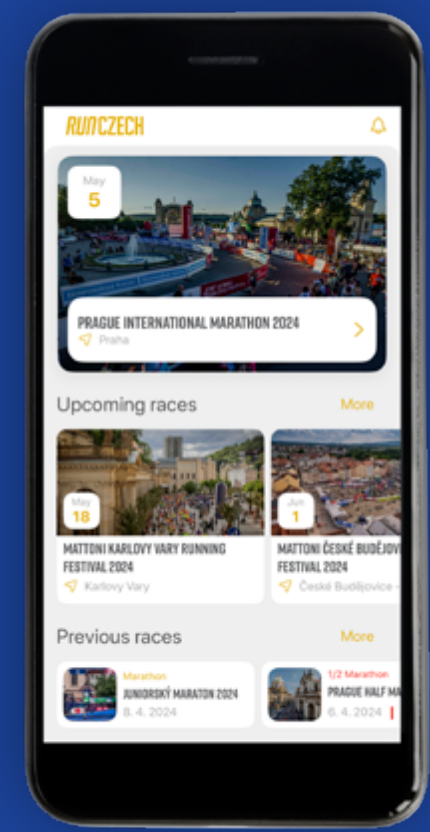 RUNCZECH
May
5
PRAGUE INTERNATIONAL MARATHON 2024
Praha
Upcoming races
More
May
18
MATTONI KARLOVY VARY RUNNING
FESTIVAL 2024
Karlovy Vary
Jun
1
MATTONI ČESKÉ BUDĚJOV
FESTIVAL 2024
České Budějovice -
Previous races
More
Marathon
JUNIORSKÝ MARATON 2024
8. 4. 2024
1/2 Marathon
PRAGUE HALF MA
6. 4. 2024